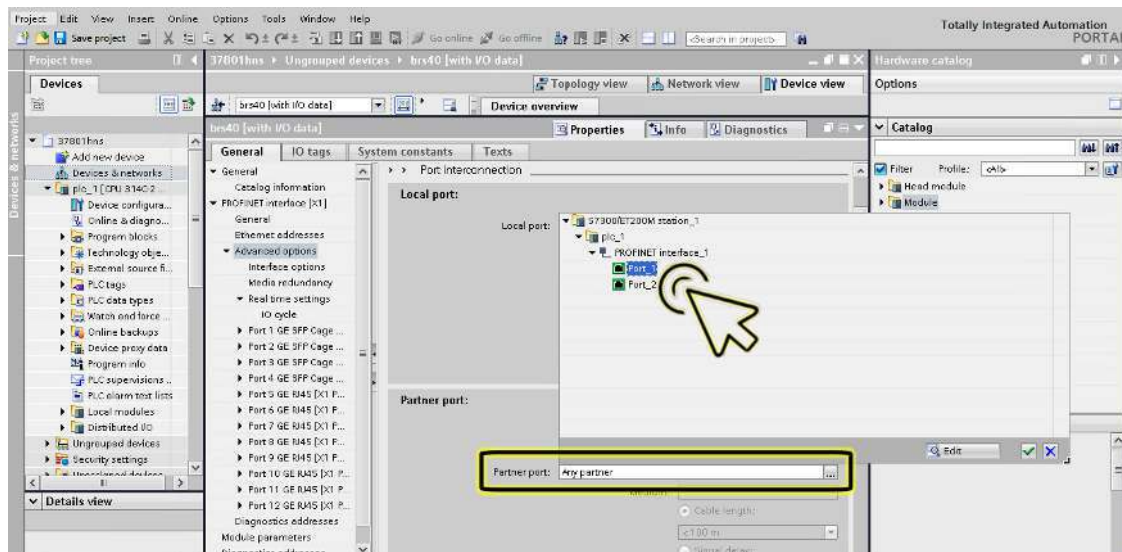 Project Edit View Insert Online Options Tools Window Help
Totally Integrated Automation
PORTAL
Save project
Go online
Go offline
<Search in project>
Project tree
37801hns
Ungrouped devices
brs40 [with I/O data]
Hardware catalog
Devices
Topology view
Network view
Device view
Options
Devices & networks
brs40 [with I/O data]
Device overview
brs40 [with I/O data]
Properties
Info
Diagnostics
Catalog
General
IO tags
System constants
Texts
Filter
Profile:
<All>
Head module
Module
37801hns
Add new device
Devices & networks
plc_1 [CPU 314C-2 ...
Device configura...
Online & diagno...
Program blocks
Technology obje...
External source fi...
PLC tags
PLC data types
Watch and force ...
Online backups
Device proxy data
Program info
PLC supervisions ..
PLC alarm text lists
Local modules
Distributed I/O
Ungrouped devices
Security settings
Details view
General
Catalog information
PROFINET interface [X1]
General
Ethernet addresses
Advanced options
Interface options
Media redundancy
Real time settings
IO cycle
Port 1 GE SFP Cage ...
Port 2 GE SFP Cage ...
Port 3 GE SFP Cage ...
Port 4 GE SFP Cage ...
Port 5 GE RJ45 [X1 P...
Port 6 GE RJ45 [X1 P...
Port 7 GE RJ45 [X1 P...
Port 8 GE RJ45 [X1 P...
Port 9 GE RJ45 [X1 P...
Port 10 GE RJ45 [X1 P...
Port 11 GE RJ45 [X1 P...
Port 12 GE RJ45 [X1 P...
Diagnostics addresses
Module parameters
Port interconnection
Local port:
Local port:
S7300/ET200M station_1
plc_1
PROFINET interface_1
Port_1
Port_2
Edit
Partner port:
Partner port:
Any partner
...
Cable length:
<100 m